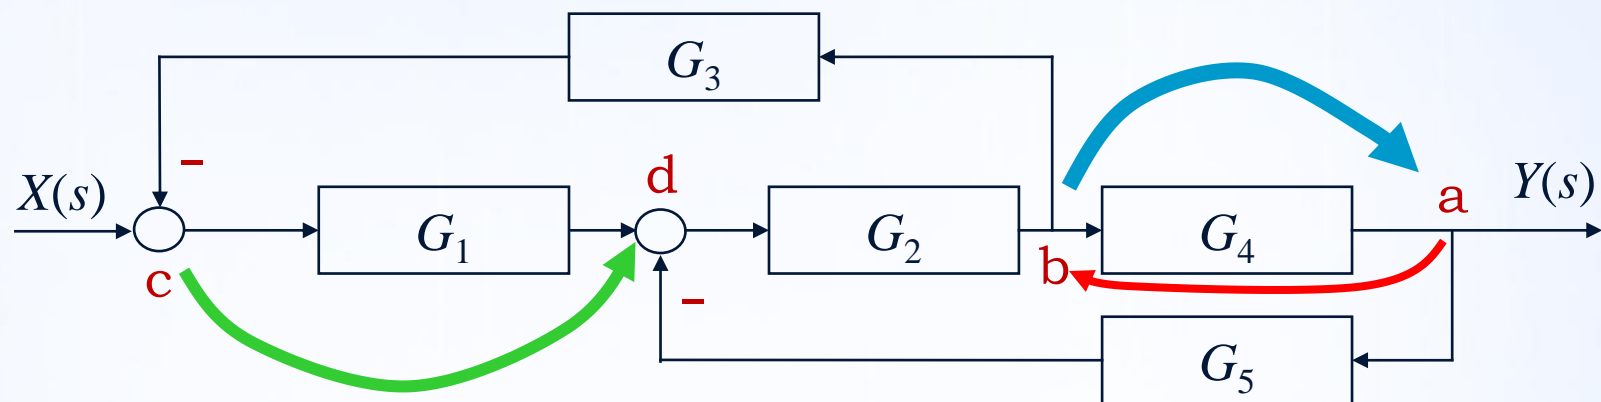 G₃
–
d
X(s)
Y(s)
a
G₁
G₂
G₄
b
c
–
G₅